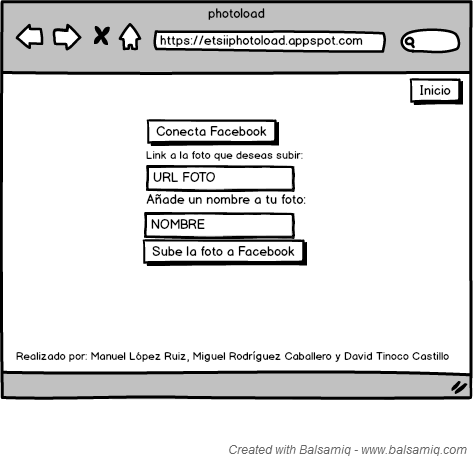 photoload
https://etsiiphotoload.appspot.com
Inicio
Conecta Facebook
Link a la foto que deseas subir:
URL FOTO
Añade un nombre a tu foto:
NOMBRE
Sube la foto a Facebook
Realizado por: Manuel López Ruiz, Miguel Rodríguez Caballero y David Tinoco Castillo
Created with Balsamiq - www.balsamiq.com